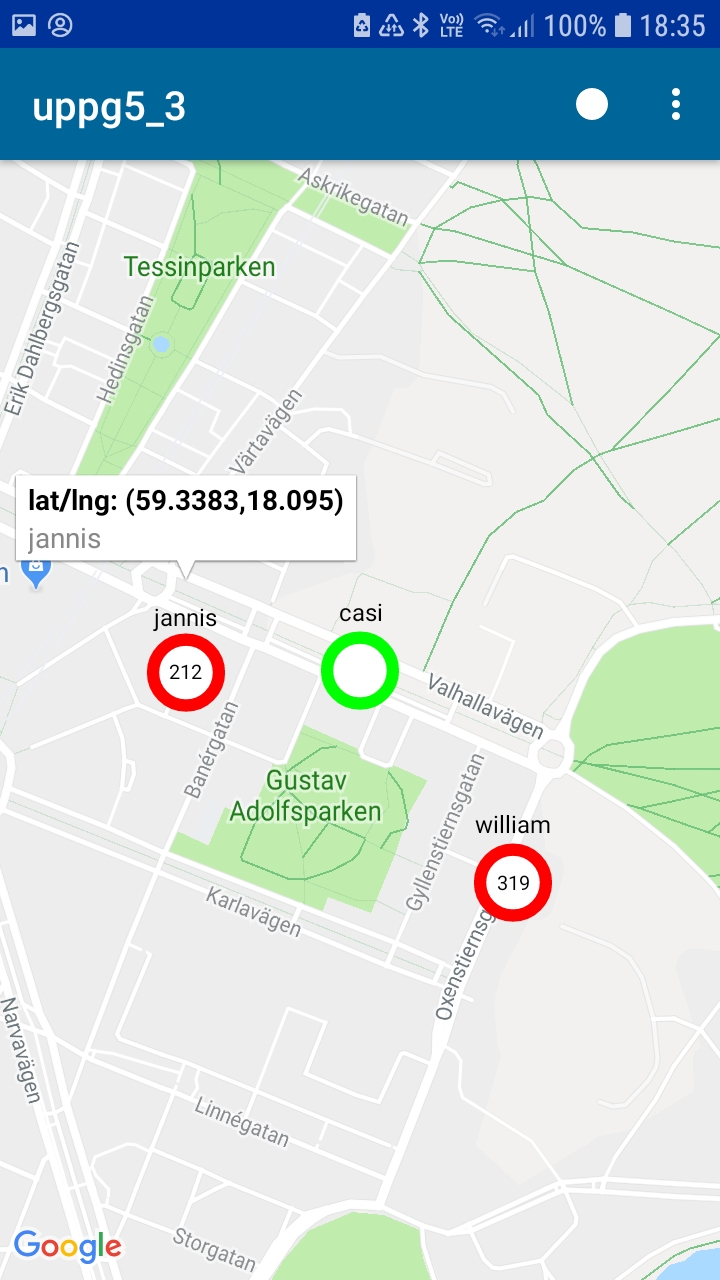 Vo))
LTE
100%
18:35
uppg5_3
Askrikegatan
Tessinparken
Erik Dahlbergsgatan
Hedinsgatan
Värtavägen
lat/lng: (59.3383,18.095)
jannis
n
jannis
casi
212
Valhallavägen
Banérgatan
Gustav
Adolfsparken
Gyllenstiernsgatan
william
319
Karlavägen
Oxenstiernsg
Narvavägen
Linnégatan
Storgatan
Google